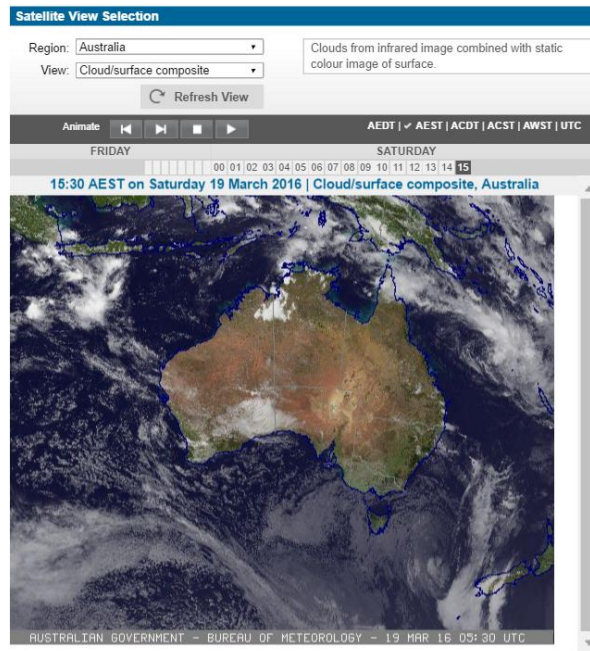 Satellite View Selection
Region: Australia
Clouds from infrared image combined with static
colour image of surface.
View: Cloud/surface composite
Refresh View
Animate
AEDT | ✓ AEST | ACDT | ACST | AWST | UTC
FRIDAY SATURDAY
00 01 02 03 04 05 06 07 08 09 10 11 12 13 14 15
15:30 AEST on Saturday 19 March 2016 | Cloud/surface composite, Australia
AUSTRALIAN GOVERNMENT - BUREAU OF METEOROLOGY - 19 MAR 16 05:30 UTC